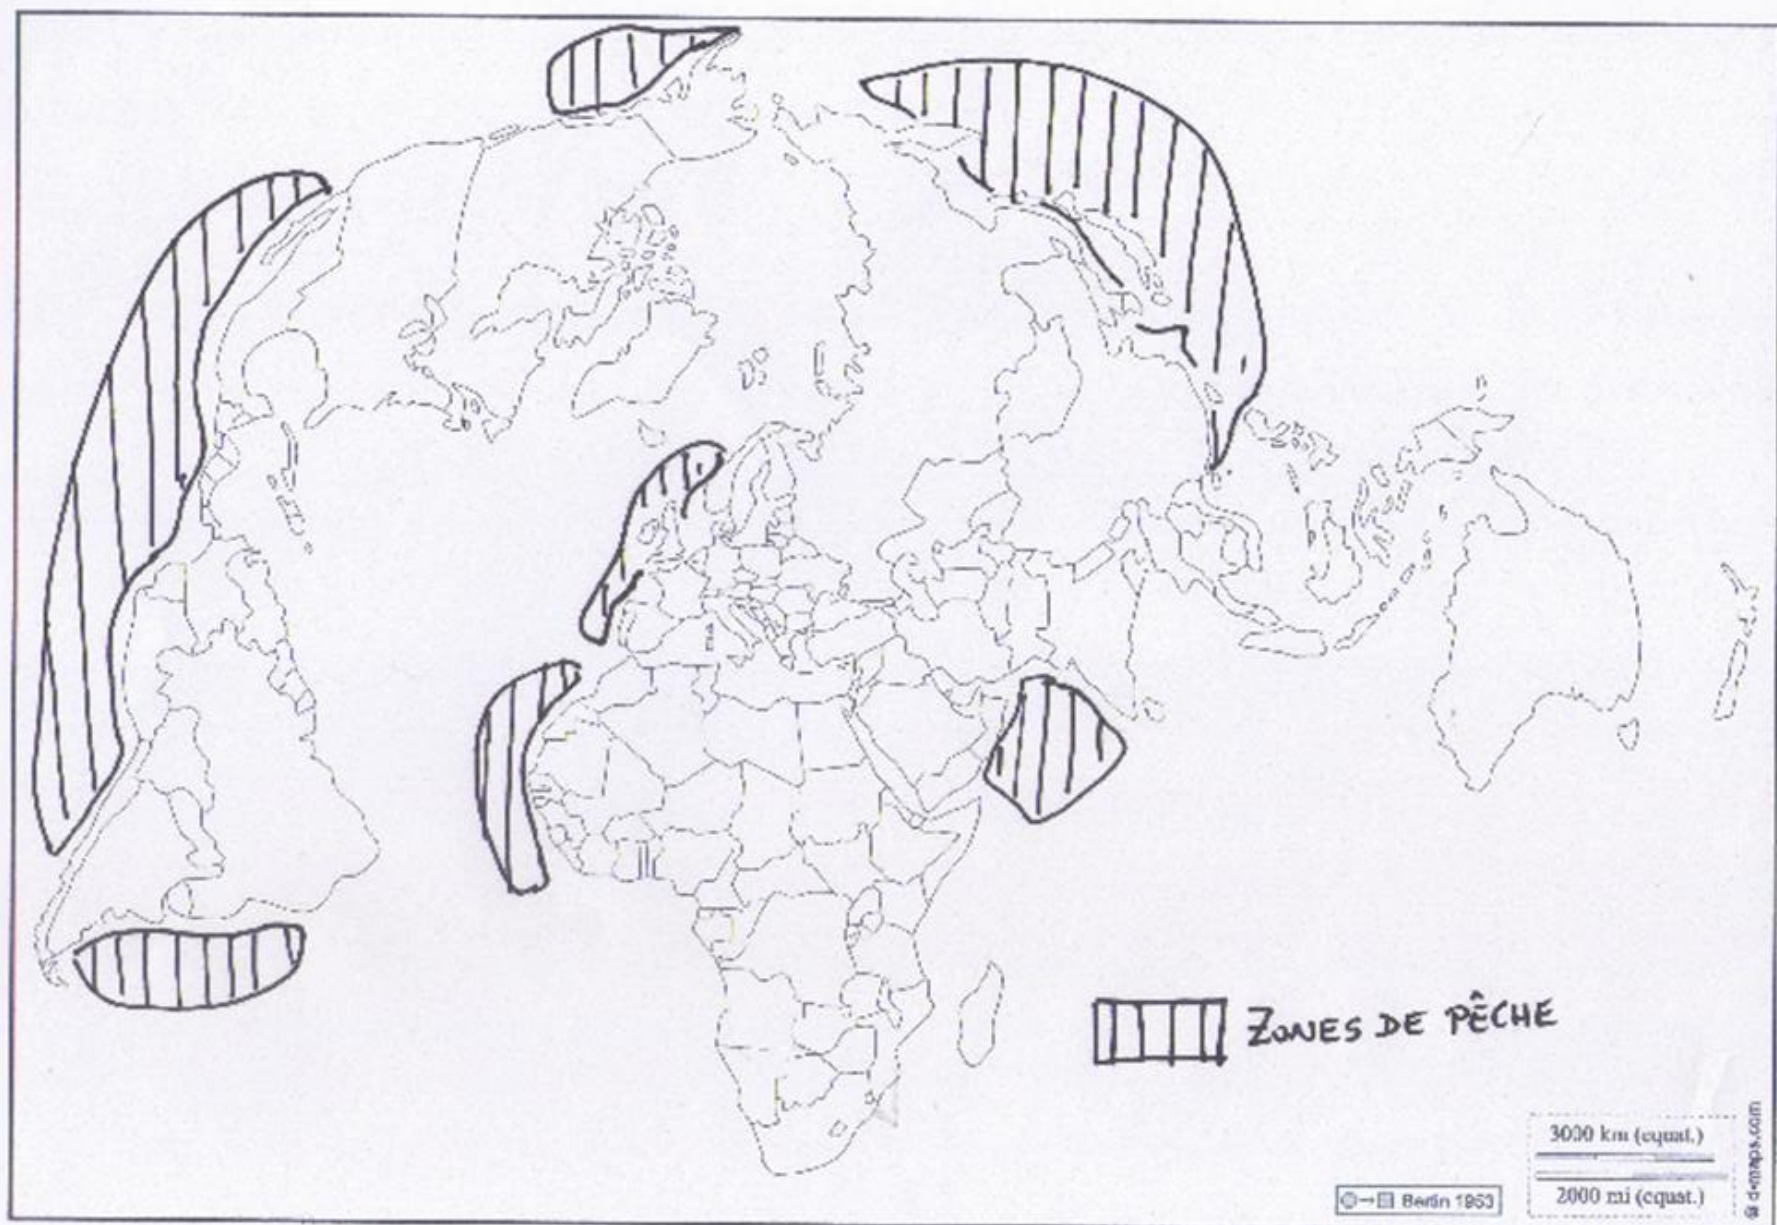 ZONES DE PÊCHE
3000 km (equat.)
2000 mi (equat.)
Bertin 1953
© d-maps.com